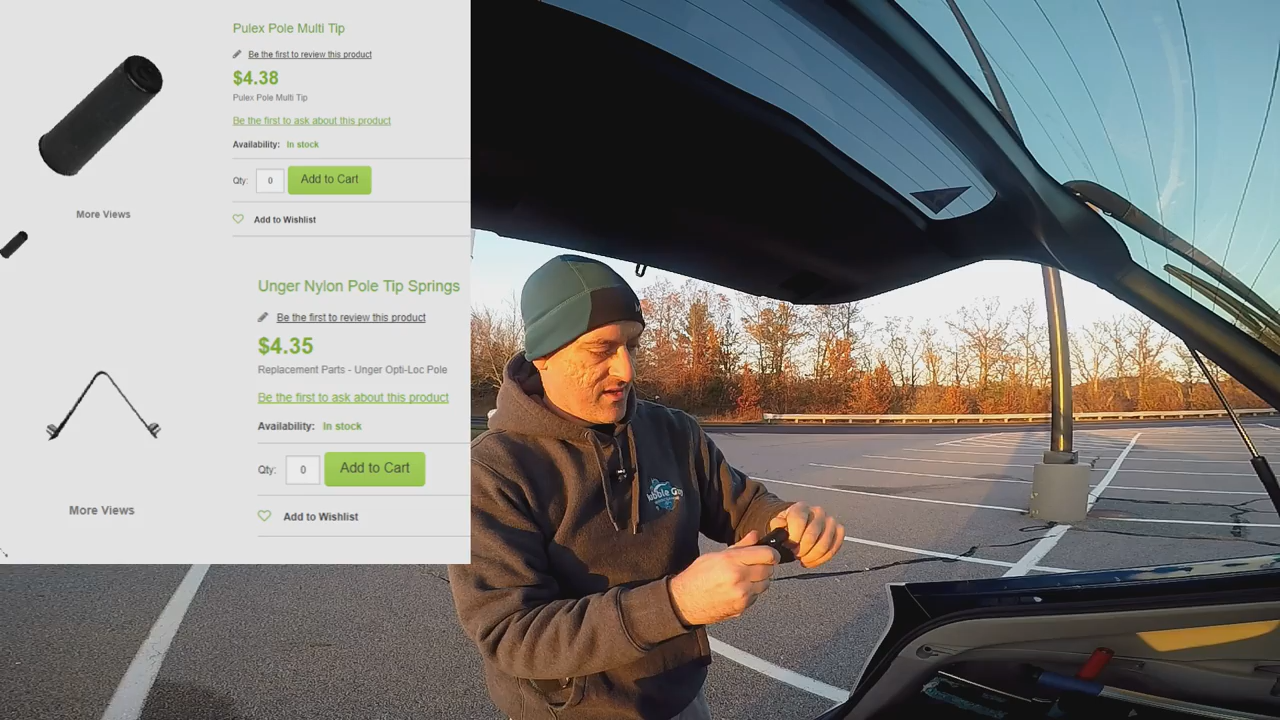 Pulex Pole Multi Tip
Be the first to review this product
$4.38
Pulex Pole Multi Tip
Be the first to ask about this product
Availability: In stock
Qty: 0 Add to Cart
More Views
Add to Wishlist
Unger Nylon Pole Tip Springs
Be the first to review this product
$4.35
Replacement Parts - Unger Opti-Loc Pole
Be the first to ask about this product
Availability: In stock
Qty: 0 Add to Cart
More Views
Add to Wishlist